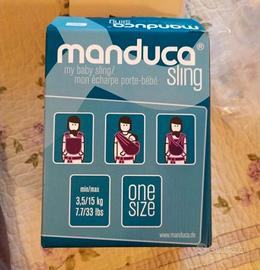 manduca®
sling
my baby sling/
mon écharpe porte-bébé
min/max
3,5/15 kg
7.7/33 lbs
one
size
www.manduca.de